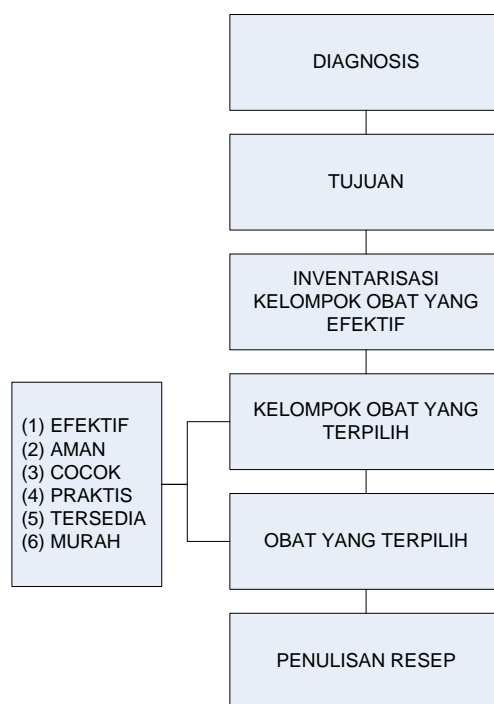 DIAGNOSIS
TUJUAN
INVENTARISASI
KELOMPOK OBAT YANG
EFEKTIF
KELOMPOK OBAT YANG
TERPILIH
(1) EFEKTIF
(2) AMAN
(3) COCOK
(4) PRAKTIS
(5) TERSEDIA
(6) MURAH
OBAT YANG TERPILIH
PENULISAN RESEP